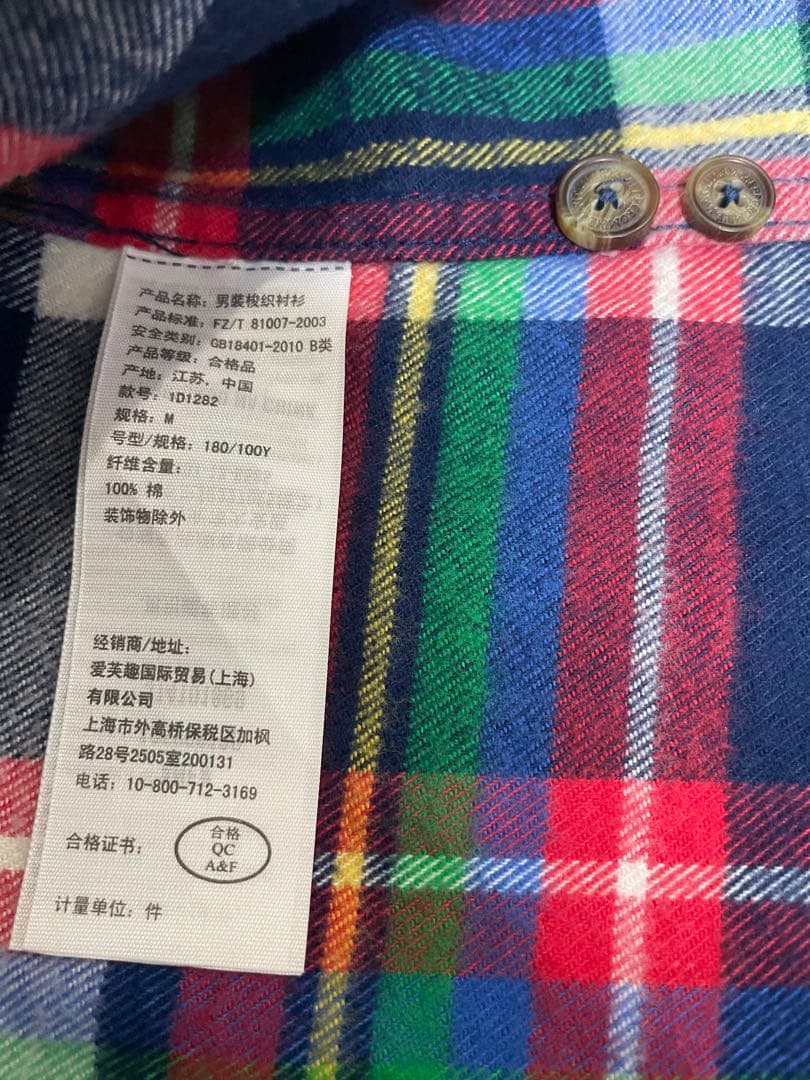 产品名称：男装梭织衬衫
产品标准：FZ/T 81007-2003
安全类别：GB18401-2010 B类
产品等级：合格品
产地：江苏，中国
款号：1D1282
规格：M
号型/规格：180/100Y
纤维含量：
100% 棉
装饰物除外
经销商/地址：
爱芙趣国际贸易(上海)
有限公司
上海市外高桥保税区加枫
路28号2505室200131
电话：10-800-712-3169
合格证书：
合格
QC
A&F
计量单位：件